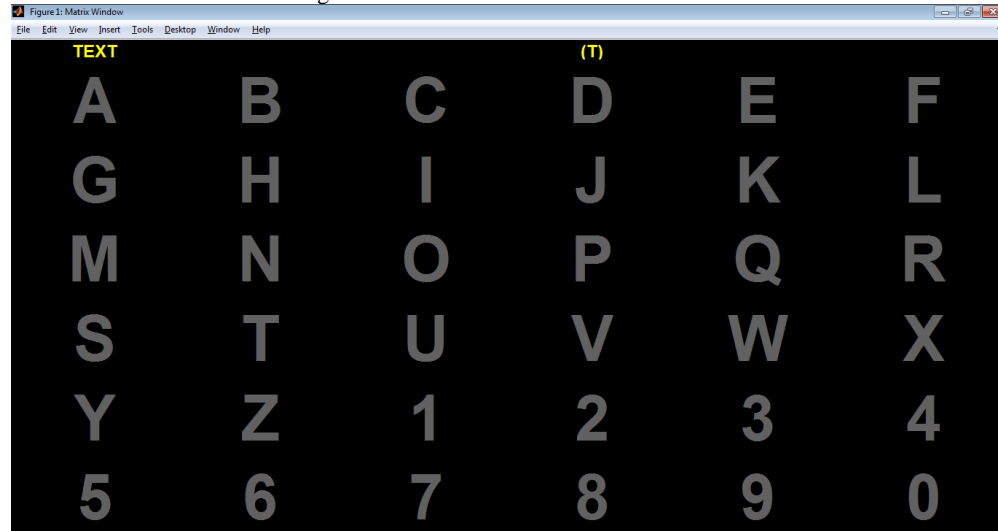 Figure 1: Matrix Window
File Edit View Insert Tools Desktop Window Help
TEXT (T)
A B C D E F
G H I J K L
M N O P Q R
S T U V W X
Y Z 1 2 3 4
5 6 7 8 9 0